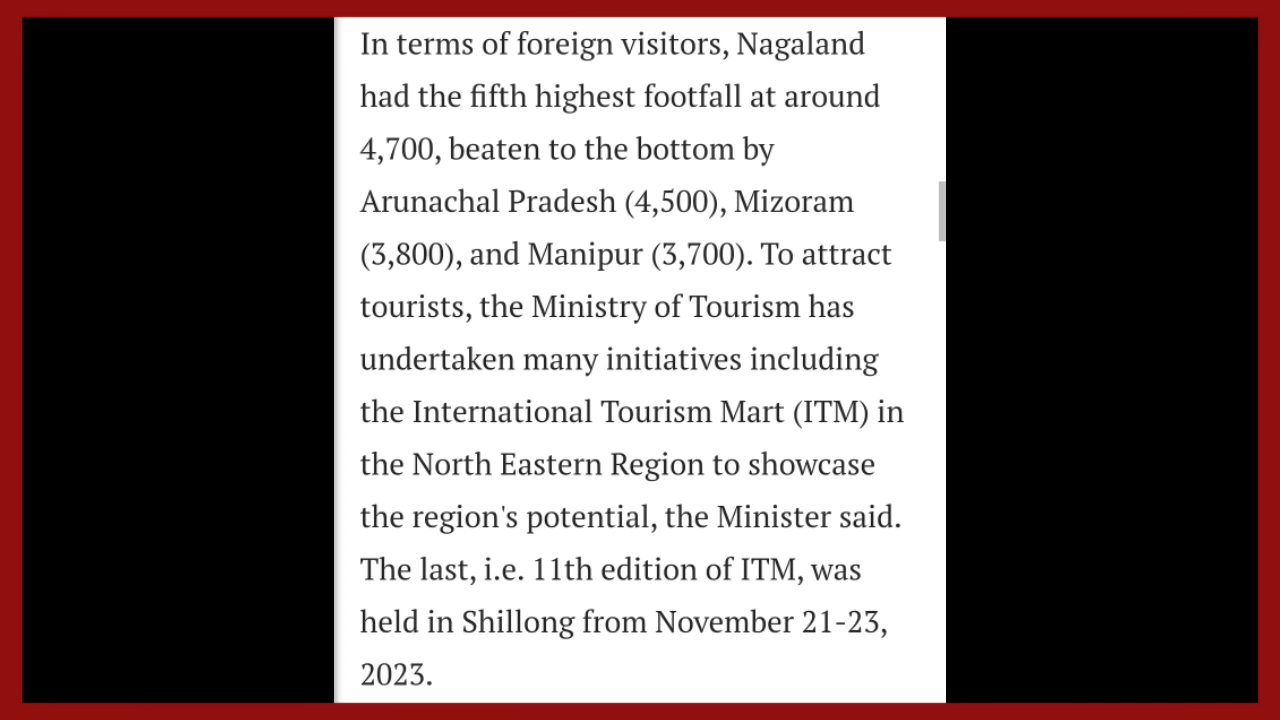 In terms of foreign visitors, Nagaland
had the fifth highest footfall at around
4,700, beaten to the bottom by
Arunachal Pradesh (4,500), Mizoram
(3,800), and Manipur (3,700). To attract
tourists, the Ministry of Tourism has
undertaken many initiatives including
the International Tourism Mart (ITM) in
the North Eastern Region to showcase
the region's potential, the Minister said.
The last, i.e. 11th edition of ITM, was
held in Shillong from November 21-23,
2023.